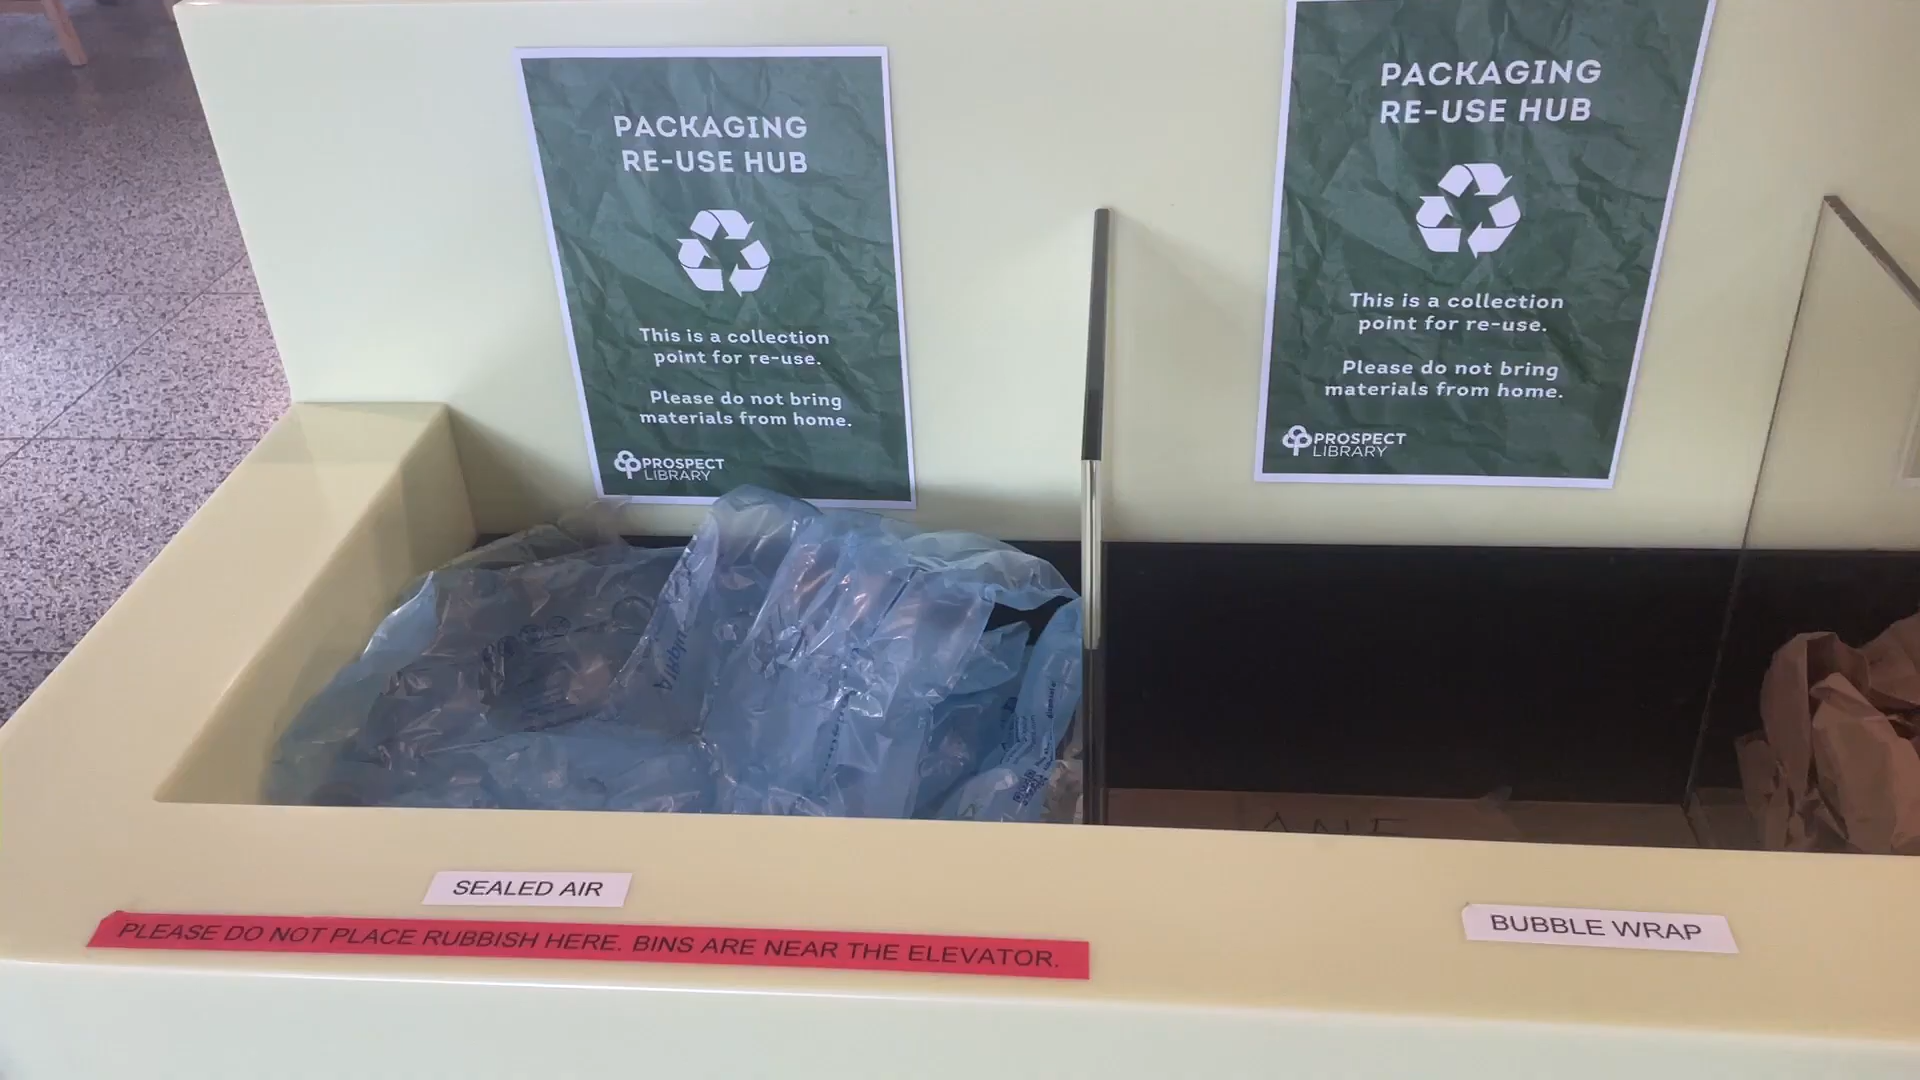 PACKAGING
RE-USE HUB
This is a collection
point for re-use.
Please do not bring
materials from home.
PROSPECT
LIBRARY
PACKAGING
RE-USE HUB
This is a collection
point for re-use.
Please do not bring
materials from home.
PROSPECT
LIBRARY
SEALED AIR
PLEASE DO NOT PLACE RUBBISH HERE. BINS ARE NEAR THE ELEVATOR.
BUBBLE WRAP